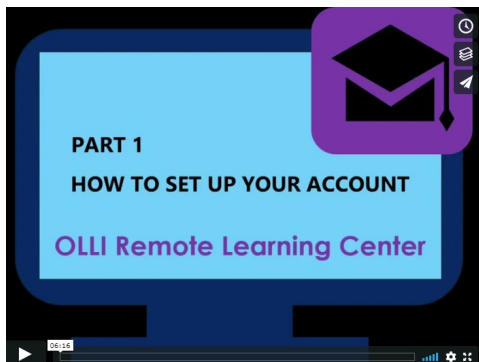 PART 1
HOW TO SET UP YOUR ACCOUNT
OLLI Remote Learning Center
06:16